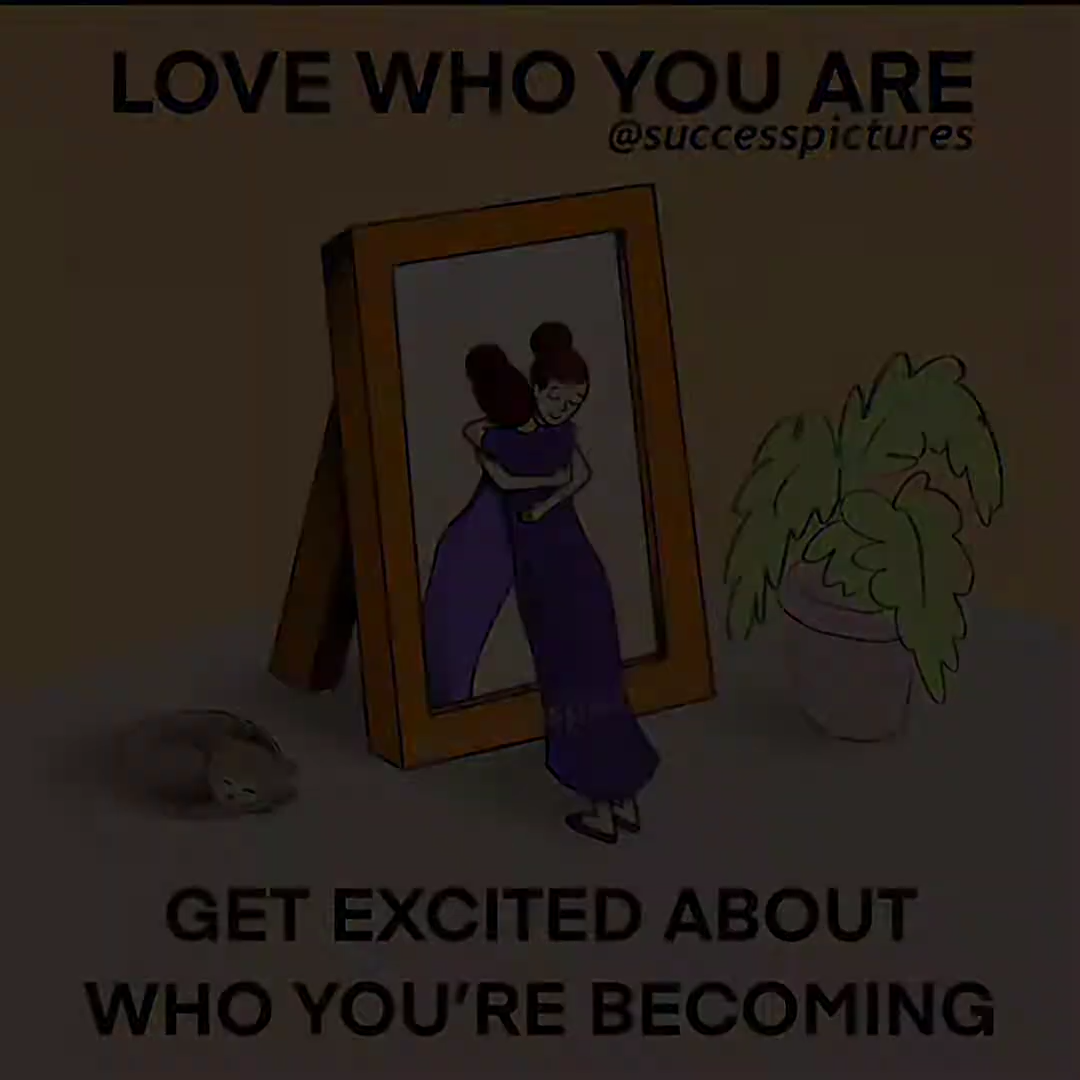 LOVE WHO YOU ARE
@successpictures
GET EXCITED ABOUT
WHO YOU'RE BECOMING